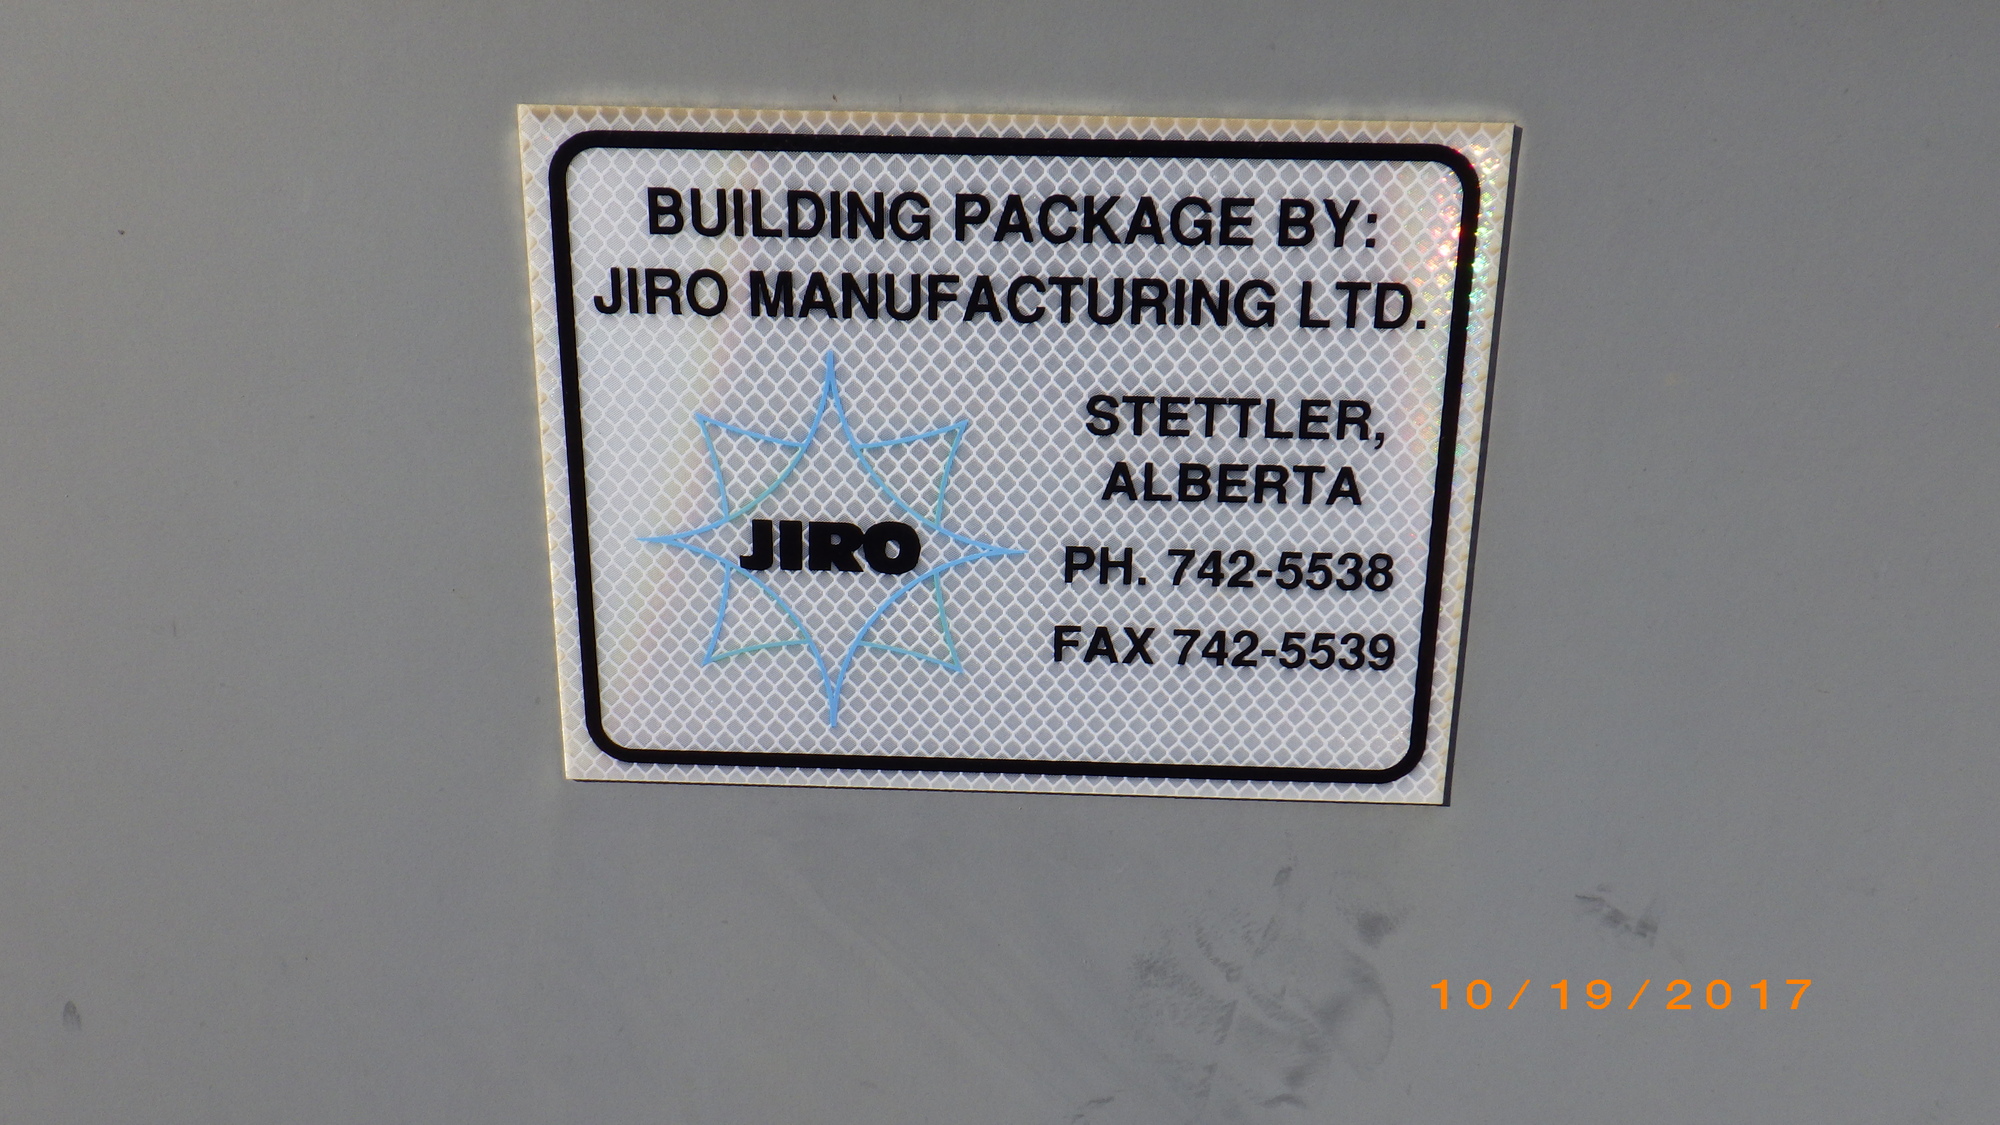 BUILDING PACKAGE BY:
JIRO MANUFACTURING LTD.
JIRO
STETTLER,
ALBERTA
PH. 742-5538
FAX 742-5539
10/19/2017